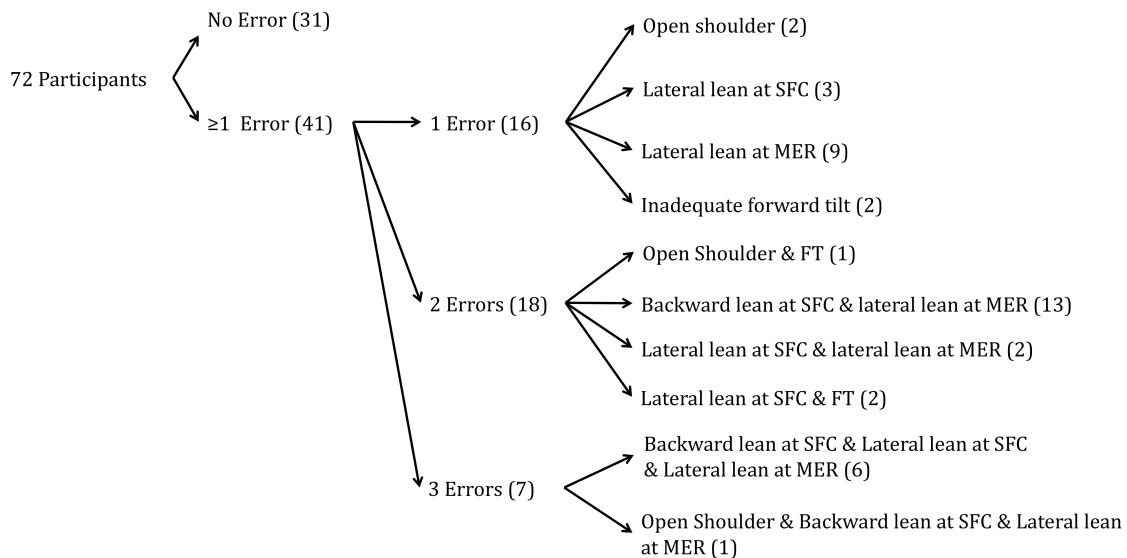 72 Participants
No Error (31)
≥1 Error (41)
1 Error (16)
Open shoulder (2)
Lateral lean at SFC (3)
Lateral lean at MER (9)
Inadequate forward tilt (2)
2 Errors (18)
Open Shoulder & FT (1)
Backward lean at SFC & lateral lean at MER (13)
Lateral lean at SFC & lateral lean at MER (2)
Lateral lean at SFC & FT (2)
3 Errors (7)
Backward lean at SFC & Lateral lean at SFC
& Lateral lean at MER (6)
Open Shoulder & Backward lean at SFC & Lateral lean
at MER (1)